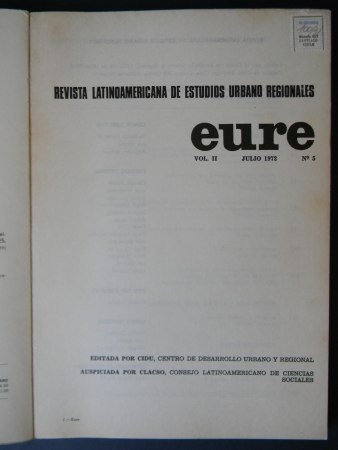 REVISTA LATINOAMERICANA DE ESTUDIOS URBANO REGIONALES
eure
VOL. II JULIO 1972 Nº 5
EDITADA POR CIDU, CENTRO DE DESARROLLO URBANO Y REGIONAL
AUSPICIADA POR CLACSO, CONSEJO LATINOAMERICANO DE CIENCIAS
SOCIALES